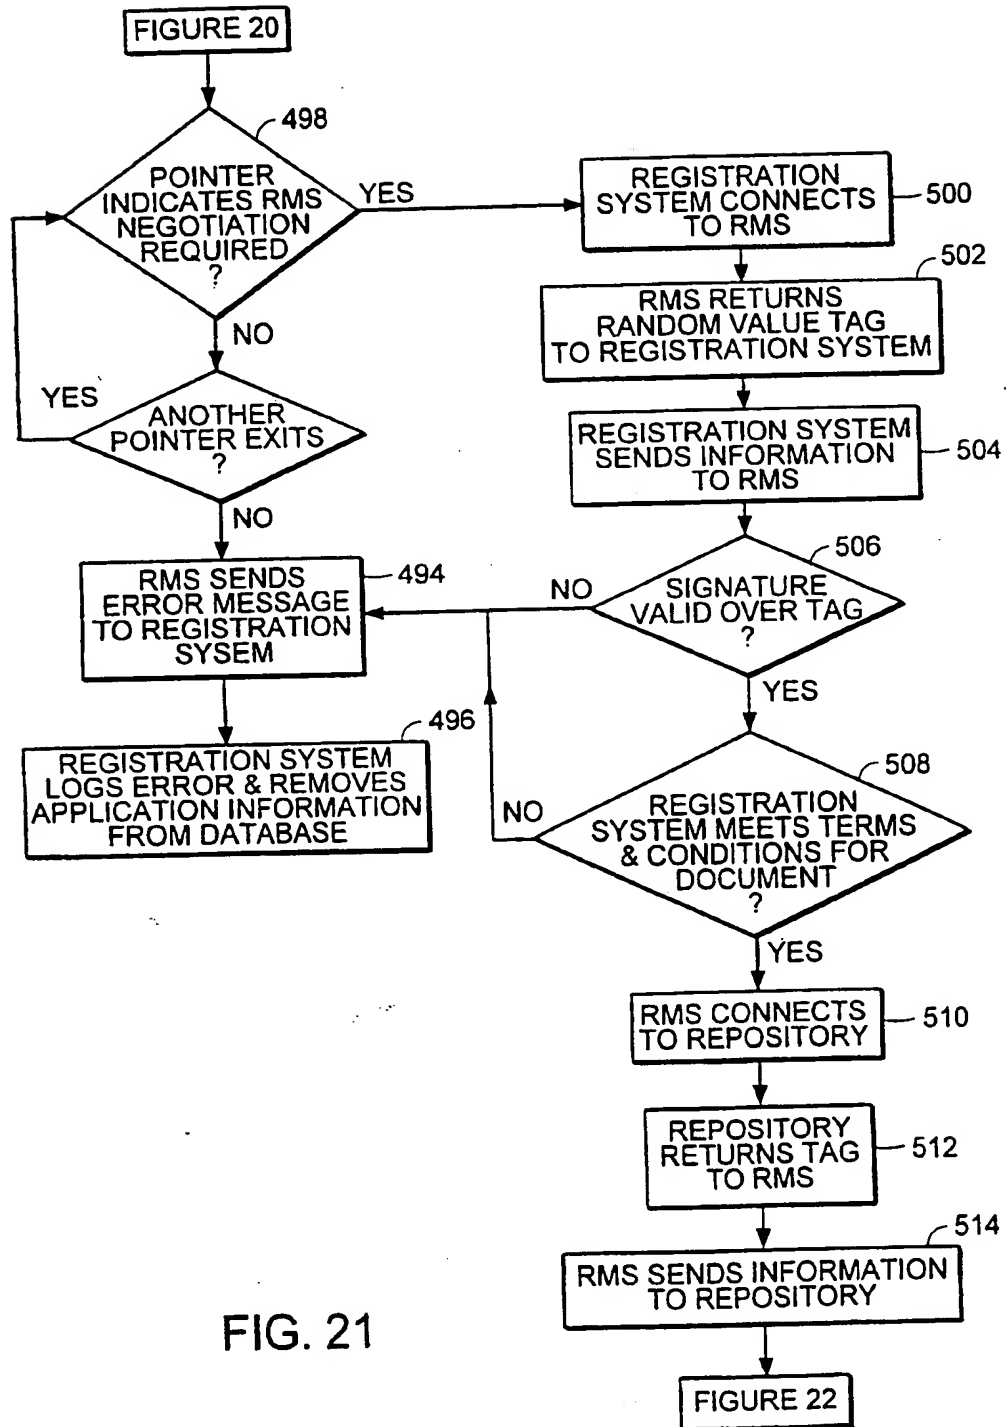 FIGURE 20
498
POINTER
INDICATES RMS
NEGOTIATION
REQUIRED
?
YES
NO
YES
ANOTHER
POINTER EXITS
?
NO
RMS SENDS
ERROR MESSAGE
TO REGISTRATION
SYSEM
494
REGISTRATION SYSTEM
LOGS ERROR & REMOVES
APPLICATION INFORMATION
FROM DATABASE
496
REGISTRATION
SYSTEM CONNECTS
TO RMS
500
RMS RETURNS
RANDOM VALUE TAG
TO REGISTRATION SYSTEM
502
REGISTRATION SYSTEM
SENDS INFORMATION
TO RMS
504
SIGNATURE
VALID OVER TAG
?
506
NO
YES
REGISTRATION
SYSTEM MEETS TERMS
& CONDITIONS FOR
DOCUMENT
?
508
NO
YES
RMS CONNECTS
TO REPOSITORY
510
REPOSITORY
RETURNS TAG
TO RMS
512
RMS SENDS INFORMATION
TO REPOSITORY
514
FIGURE 22
FIG. 21